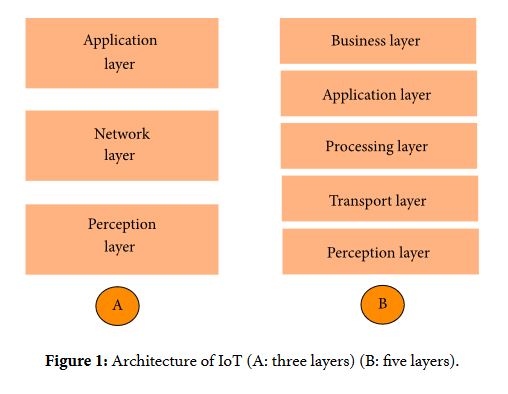 Application
layer
Network
layer
Perception
layer
A
Business layer
Application layer
Processing layer
Transport layer
Perception layer
B
Figure 1: Architecture of IoT (A: three layers) (B: five layers).